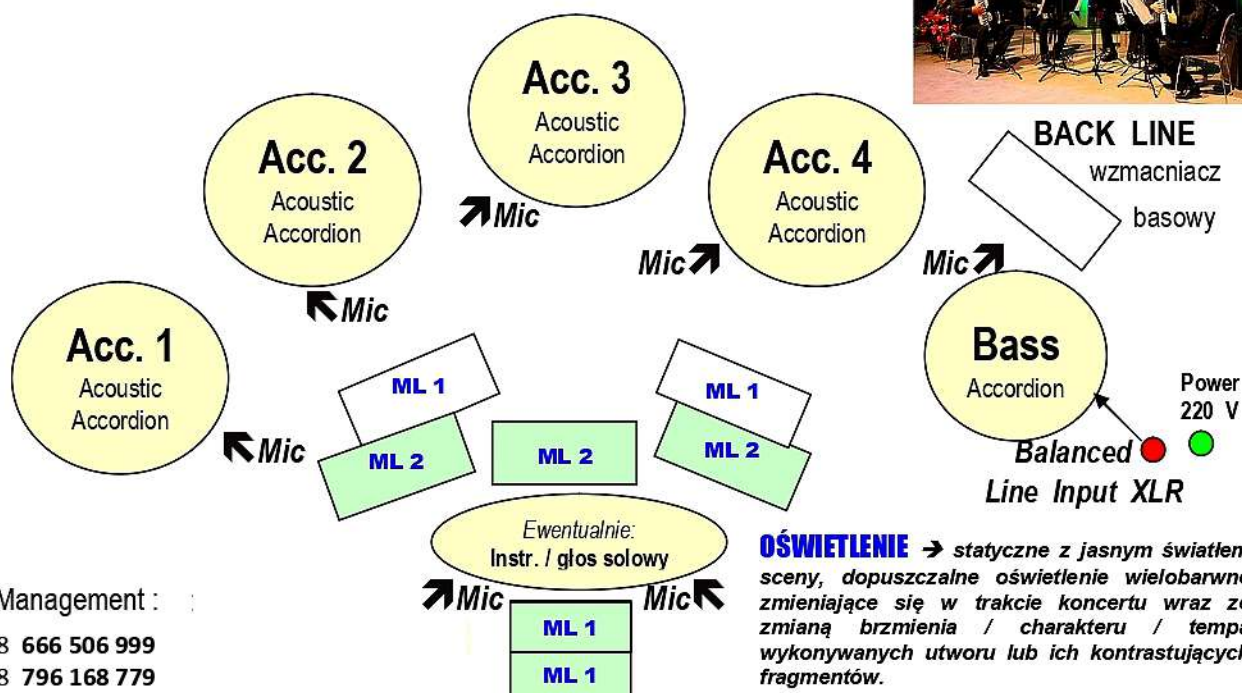 Acc. 3
Acoustic
Accordion
BACK LINE
wzmacniacz
basowy
Acc. 2
Acoustic
Accordion
Acc. 4
Acoustic
Accordion
Mic
Mic
Mic
Mic
Acc. 1
Acoustic
Accordion
Bass
Accordion
Power
220 V
ML 1
ML 1
Mic
ML 2
ML 2
ML 2
Balanced
Line Input XLR
Ewentualnie:
Instr. / głos solowy
Mic
Mic
ML 1
ML 1
Management : :
8 666 506 999
8 796 168 779
OŚWIETLENIE → statyczne z jasnym światłem
sceny, dopuszczalne oświetlenie wielobarwne
zmieniające się w trakcie koncertu wraz ze
zmianą brzmienia / charakteru / tempa
wykonywanych utworu lub ich kontrastujących
fragmentów.